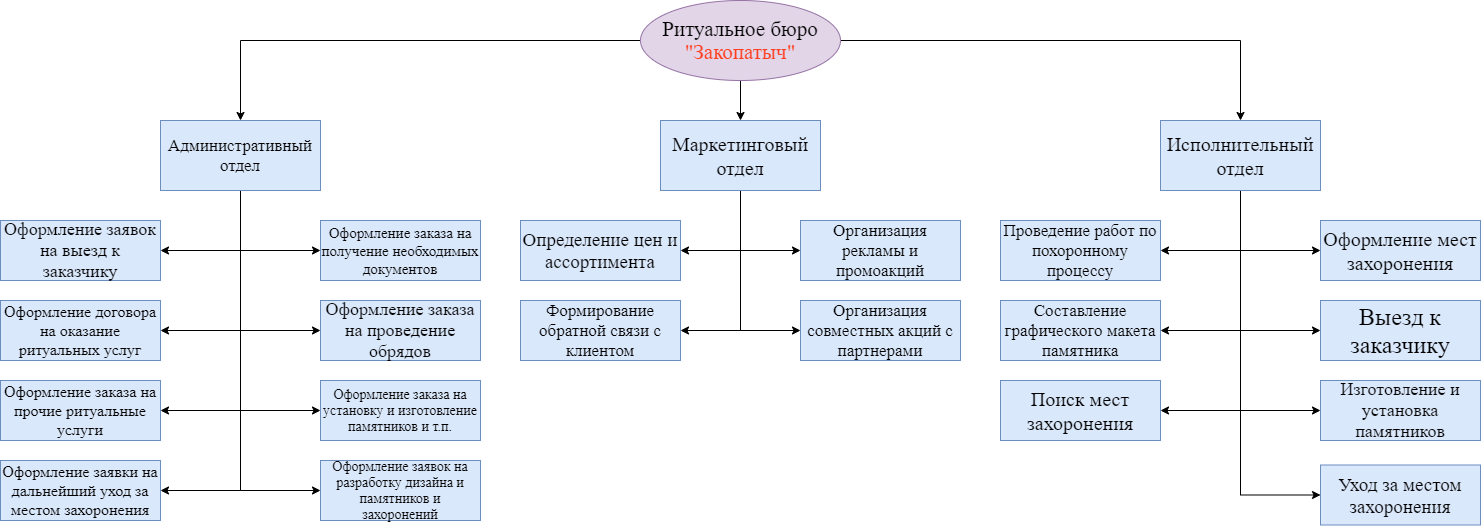 Ритуальное бюро
"Закопатыч"
Административный
отдел
Маркетинговый
отдел
Исполнительный
отдел
Оформление заявок
на выезд к
заказчику
Оформление заказа на
получение необходимых
документов
Определение цен и
ассортимента
Организация
рекламы и
промоакций
Проведение работ по
похоронному
процессу
Оформление мест
захоронения
Оформление договора
на оказание
ритуальных услуг
Оформление заказа
на проведение
обрядов
Формирование
обратной связи с
клиентом
Организация
совместных акций с
партнерами
Составление
графического макета
памятника
Выезд к
заказчику
Оформление заказа на
прочие ритуальные
услуги
Оформление заказа на
установку и изготовление
памятников и т.п.
Поиск мест
захоронения
Изготовление и
установка
памятников
Оформление заявки на
дальнейший уход за
местом захоронения
Оформление заявок на
разработку дизайна и
памятников и
захоронений
Уход за местом
захоронения